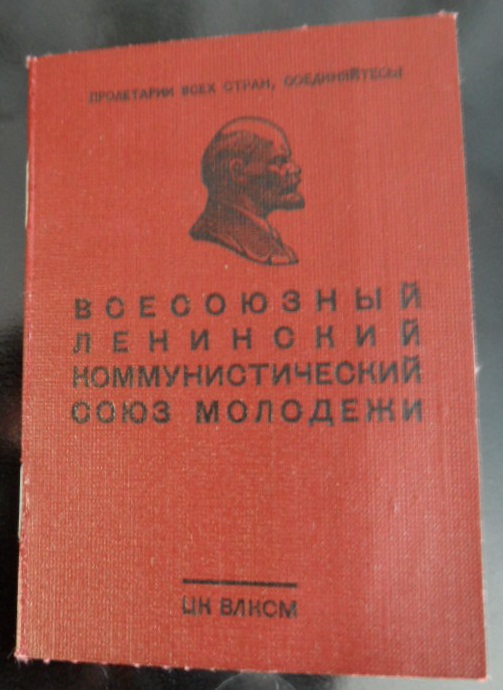 ПРОЛЕТАРИИ ВСЕХ СТРАН, СОЕДИНЯЙТЕСЬ!
ВСЕСОЮЗНЫЙ
ЛЕНИНСКИЙ
КОММУНИСТИЧЕСКИЙ
СОЮЗ МОЛОДЕЖИ
ЦК ВЛКСМ